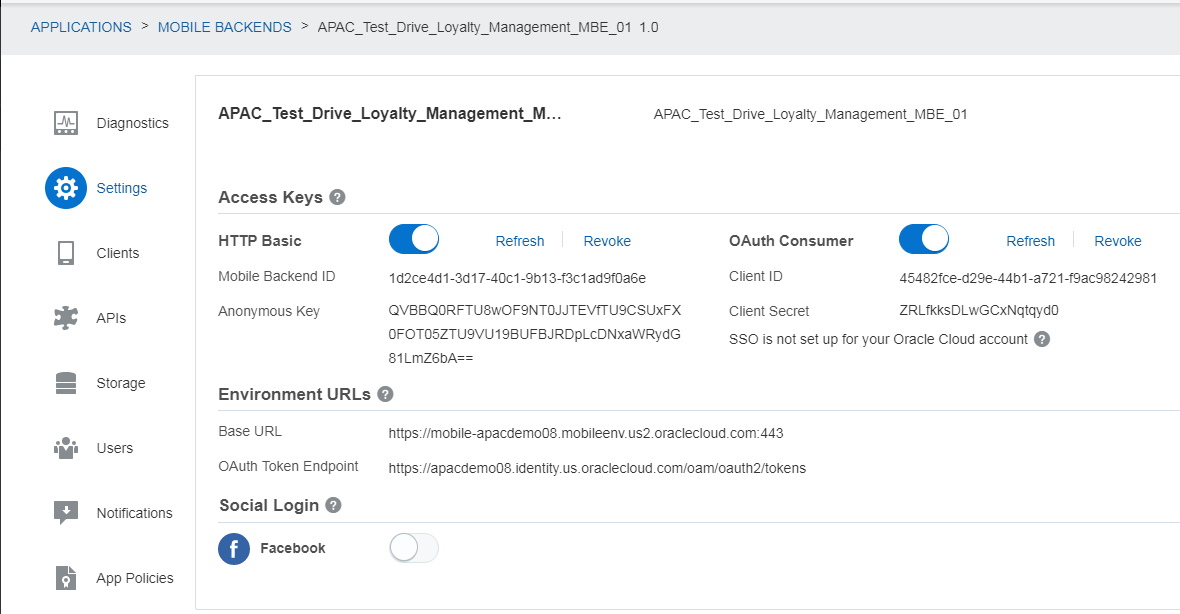 APPLICATIONS > MOBILE BACKENDS > APAC_Test_Drive_Loyalty_Management_MBE_01 1.0
Diagnostics
Settings
Clients
APIs
Storage
Users
Notifications
App Policies
APAC_Test_Drive_Loyalty_Management_M... APAC_Test_Drive_Loyalty_Management_MBE_01
Access Keys ?
HTTP Basic Refresh Revoke
Mobile Backend ID 1d2ce4d1-3d17-40c1-9b13-f3c1ad9f0a6e
Anonymous Key QVBBQ0RFTU8wOF9NT0JJTEVfTU9CSUxFX
0FOT05ZTU9VU19BUFBJRDpLcDNxaWRydG
81LmZ6bA==
OAuth Consumer Refresh Revoke
Client ID 45482fce-d29e-44b1-a721-f9ac98242981
Client Secret ZRLfkksDLwGCxNqtqyd0
SSO is not set up for your Oracle Cloud account ?
Environment URLs ?
Base URL https://mobile-apacdemo08.mobileenv.us2.oraclecloud.com:443
OAuth Token Endpoint https://apacdemo08.identity.us.oraclecloud.com/oam/oauth2/tokens
Social Login ?
f Facebook